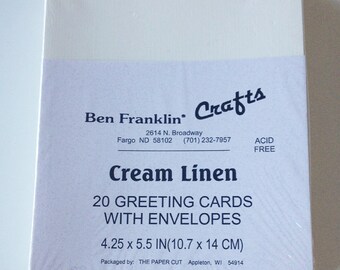 Ben Franklin® Crafts
2614 N. Broadway
Fargo ND 58102 (701) 232-7957
ACID
FREE
Cream Linen
20 GREETING CARDS
WITH ENVELOPES
4.25 x 5.5 IN(10.7 x 14 CM)
Packaged by: THE PAPER CUT Appleton, WI 54914